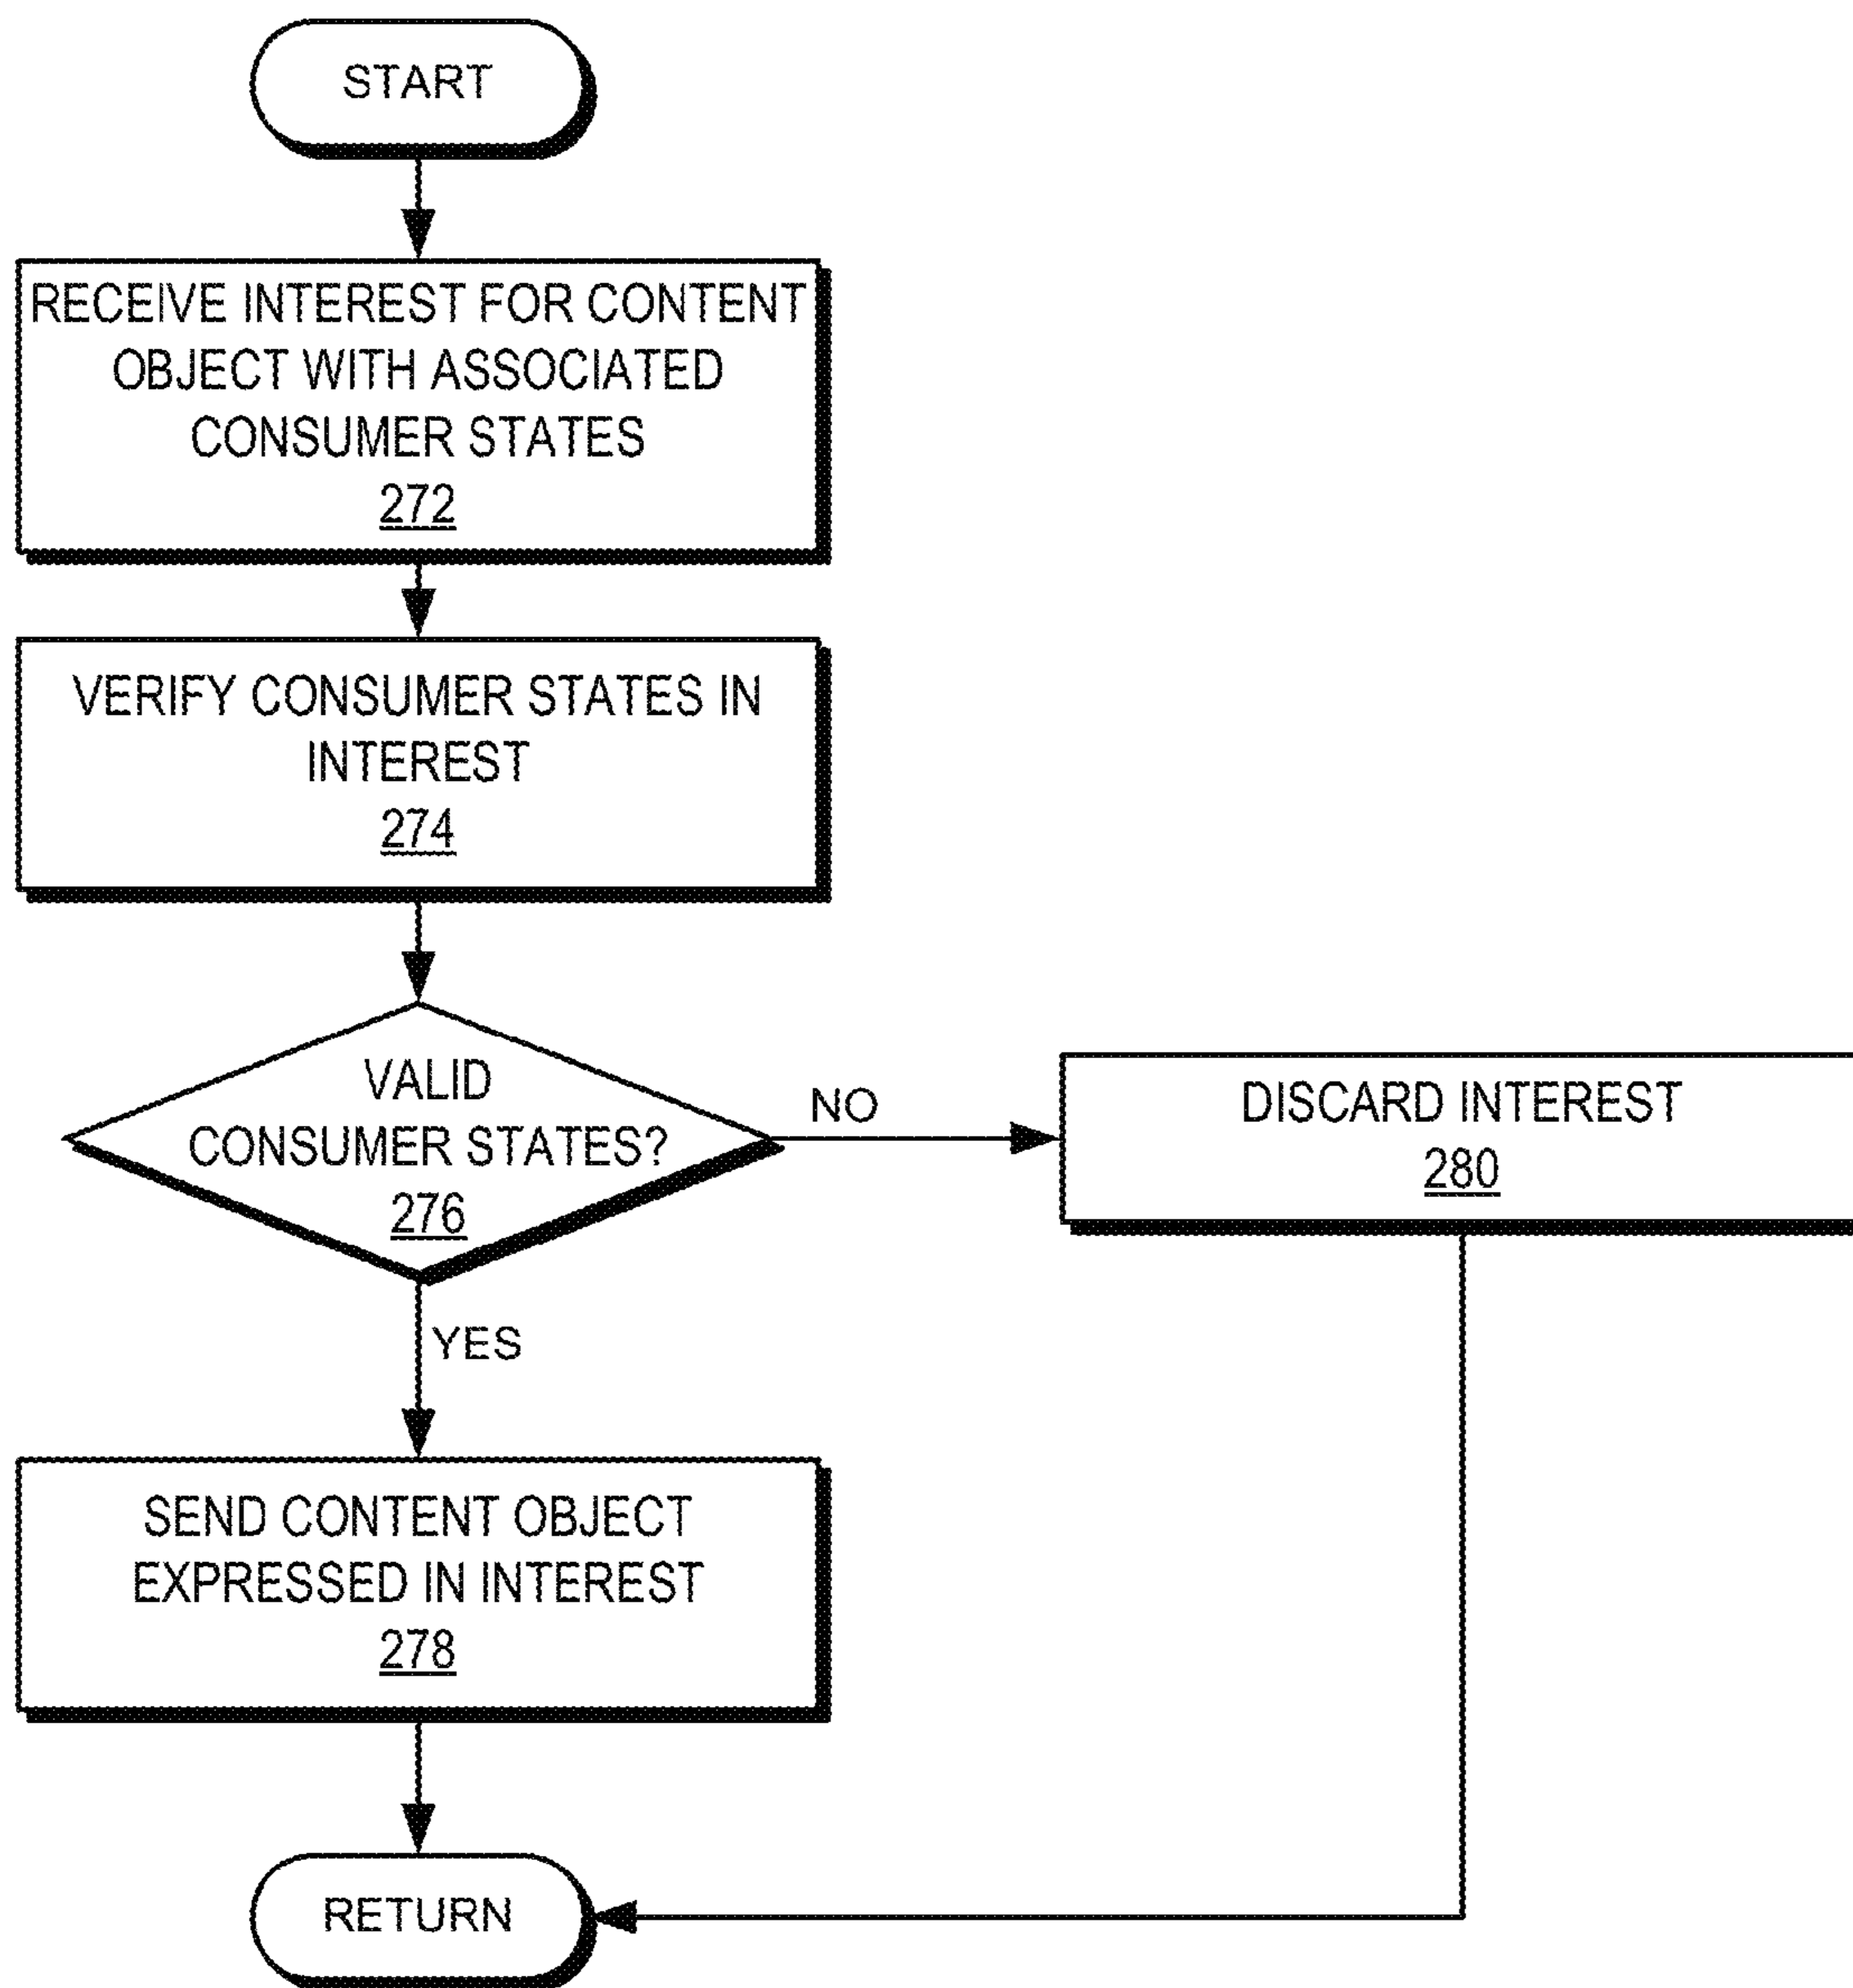 START
RECEIVE INTEREST FOR CONTENT
OBJECT WITH ASSOCIATED
CONSUMER STATES
272
VERIFY CONSUMER STATES IN
INTEREST
274
VALID
CONSUMER STATES?
276
NO
DISCARD INTEREST
280
YES
SEND CONTENT OBJECT
EXPRESSED IN INTEREST
278
RETURN